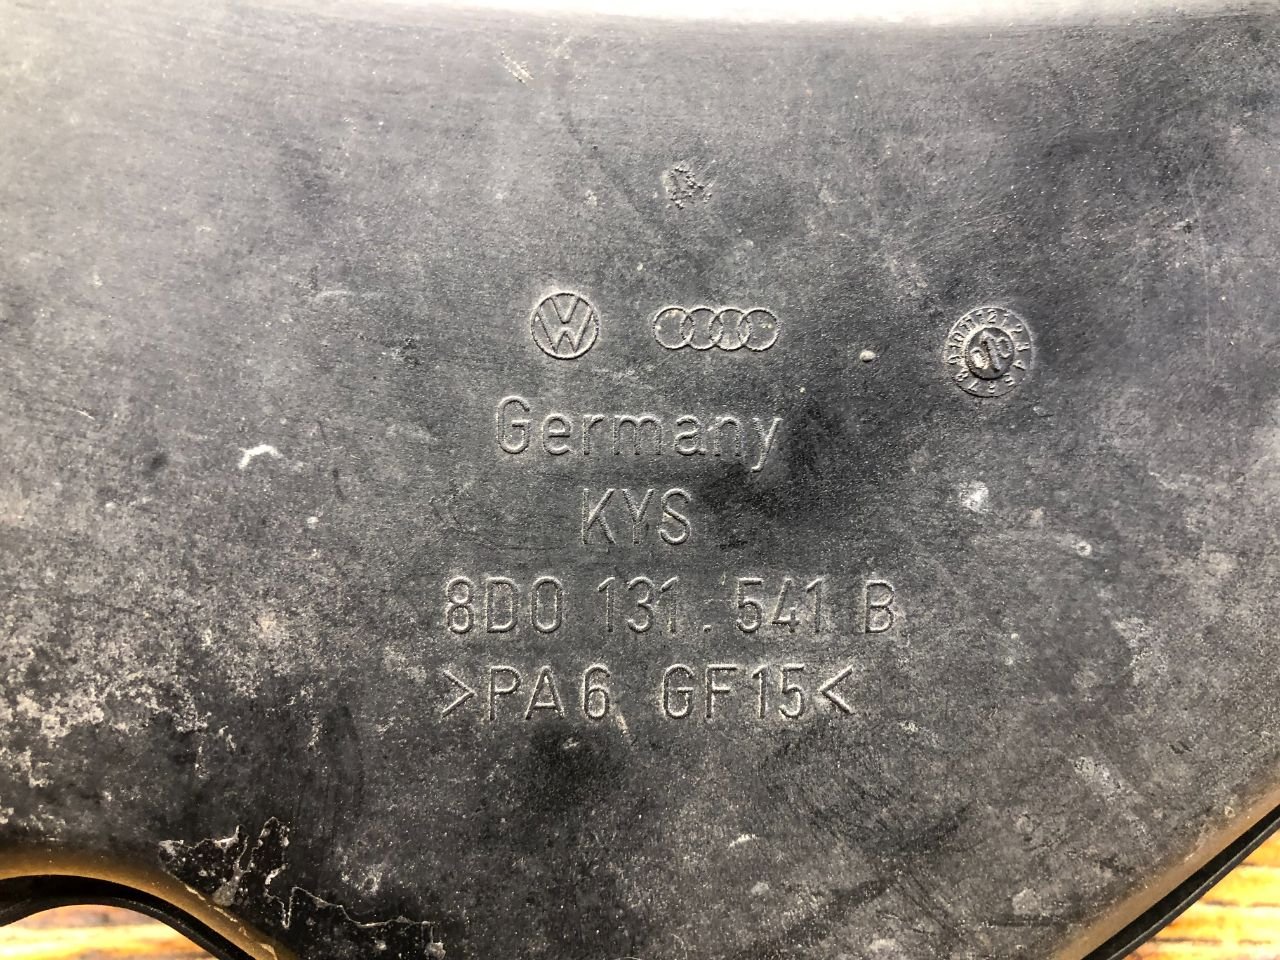 Germany
KYS
8D0 131.541 B
>PA6 GF15<